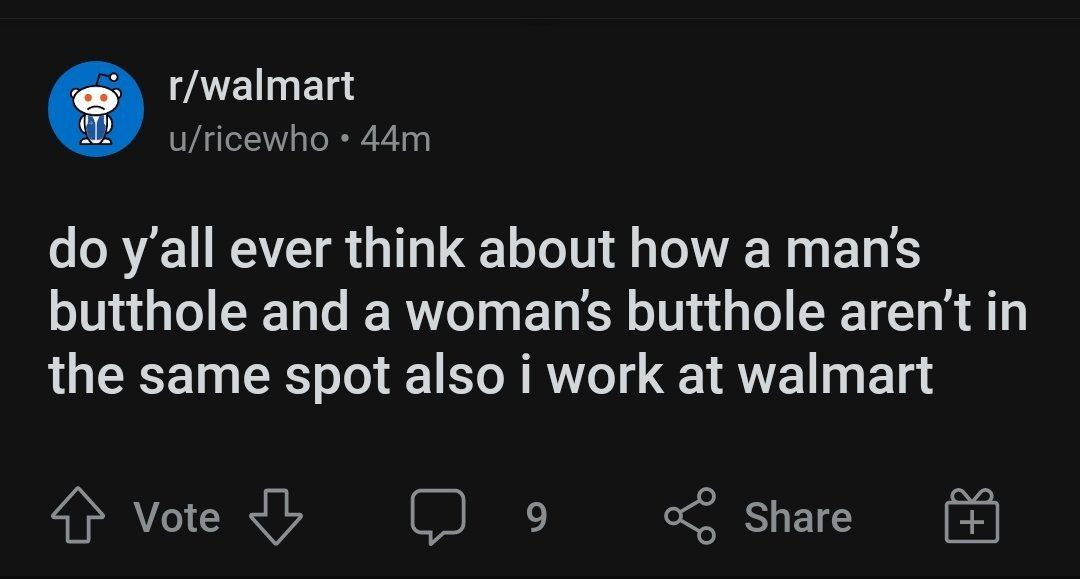 r/walmart
u/ricewho • 44m
do y’all ever think about how a man’s
butthole and a woman’s butthole aren’t in
the same spot also i work at walmart
Vote 9 Share